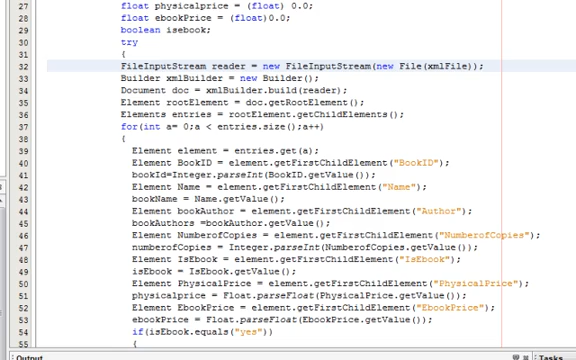 27 float physicalprice = (float) 0.0;
28 float ebookPrice = (float)0.0;
29 boolean isebook;
30 try
31 {
32 FileInputStream reader = new FileInputStream(new File(xmlFile));
33 Builder xmlBuilder = new Builder();
34 Document doc = xmlBuilder.build(reader);
35 Element rootElement = doc.getRootElement();
36 Elements entries = rootElement.getChildElements();
37 for(int a= 0;a < entries.size();a++)
38 {
39 Element element = entries.get(a);
40 Element BookID = element.getFirstChildElement("BookID");
41 bookId=Integer.parseInt(BookID.getValue());
42 Element Name = element.getFirstChildElement("Name");
43 bookName = Name.getValue();
44 Element bookAuthor = element.getFirstChildElement("Author");
45 bookAuthors =bookAuthor.getValue();
46 Element NumberofCopies = element.getFirstChildElement("NumberofCopies");
47 numberofCopies = Integer.parseInt(NumberofCopies.getValue());
48 Element IsEbook = element.getFirstChildElement("IsEbook");
49 isEbook = IsEbook.getValue();
50 Element PhysicalPrice = element.getFirstChildElement("PhysicalPrice");
51 physicalprice = Float.parseFloat(PhysicalPrice.getValue());
52 Element EbookPrice = element.getFirstChildElement("EbookPrice");
53 ebookPrice = Float.parseFloat(EbookPrice.getValue());
54 if(isEbook.equals("yes"))
55 {
Output Tasks